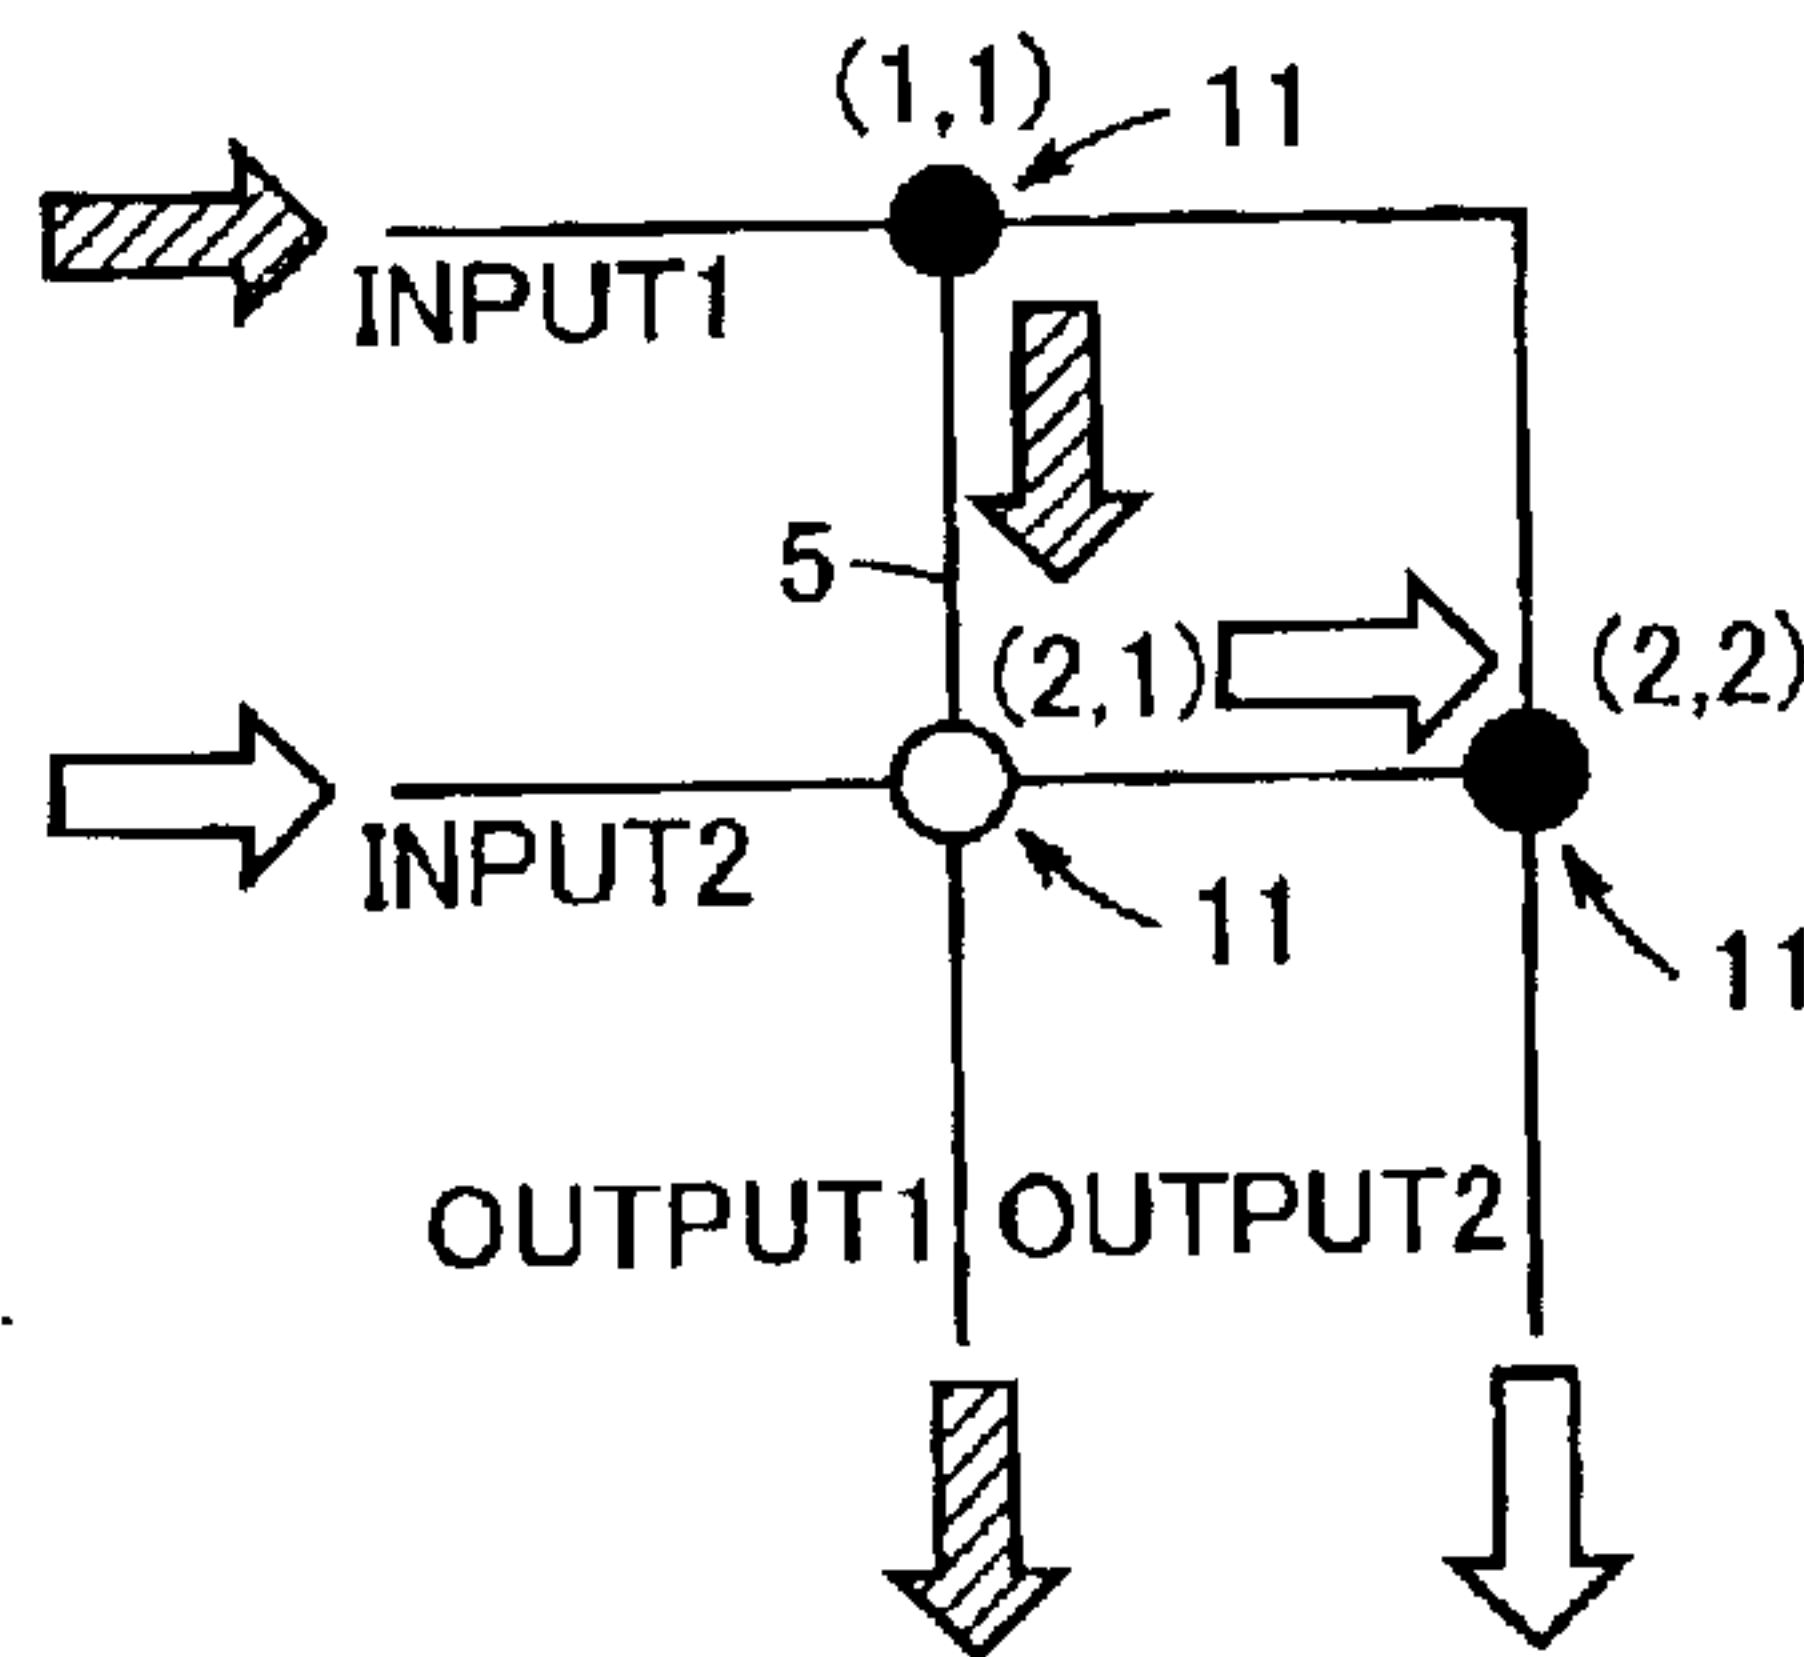 (1,1)
11
INPUT1
5
(2,1)
(2,2)
INPUT2
11
11
OUTPUT1
OUTPUT2